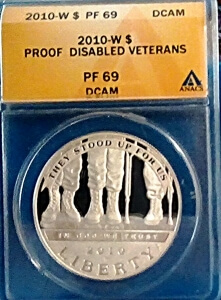 2010-W $ PF 69 DCAM
2010-W $
PROOF DISABLED VETERANS
PF 69
DCAM
ANACS
THEY STOOD UP FOR US
IN GOD WE TRUST
2010
LIBERTY